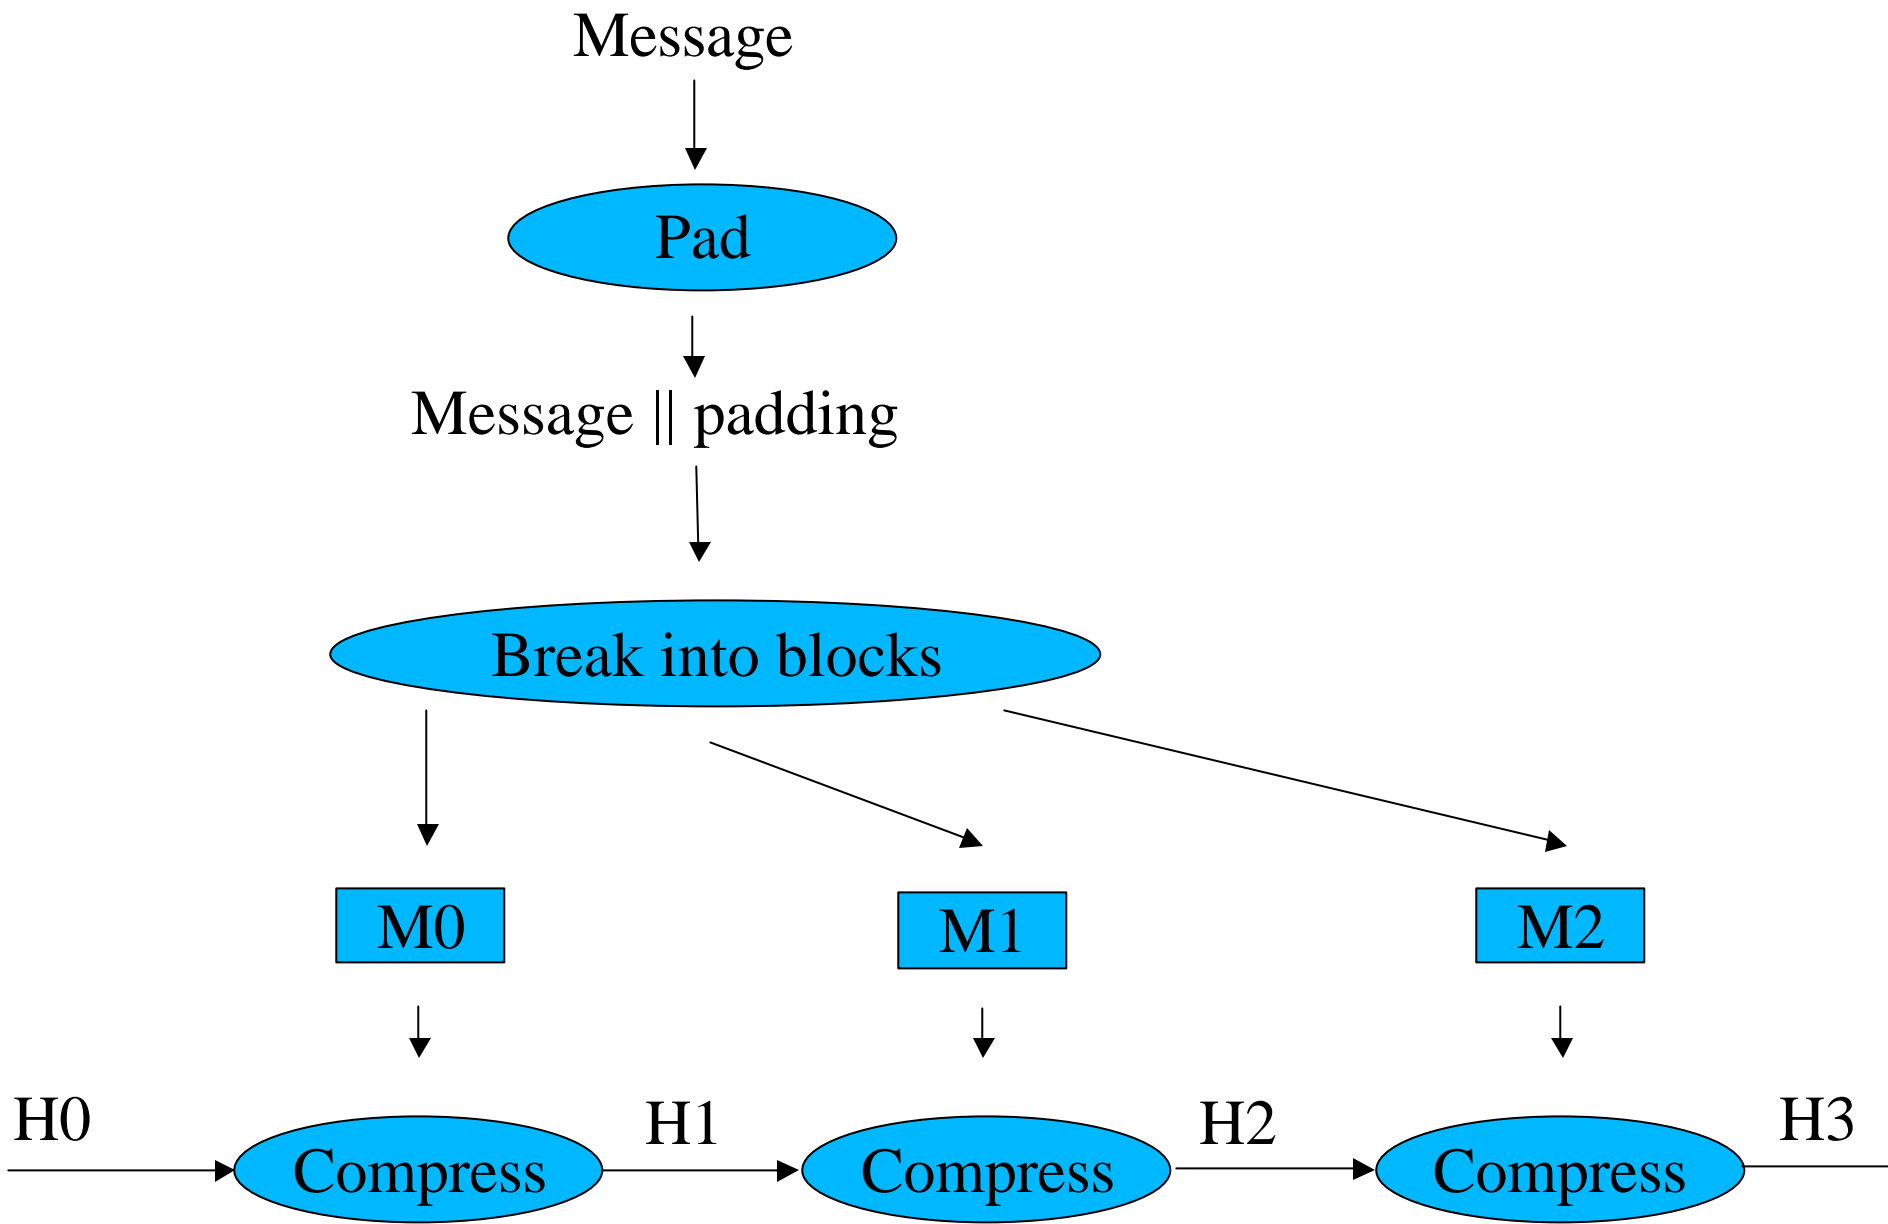 Message
Pad
Message || padding
Break into blocks
M0
M1
M2
H0
H1
H2
H3
Compress
Compress
Compress